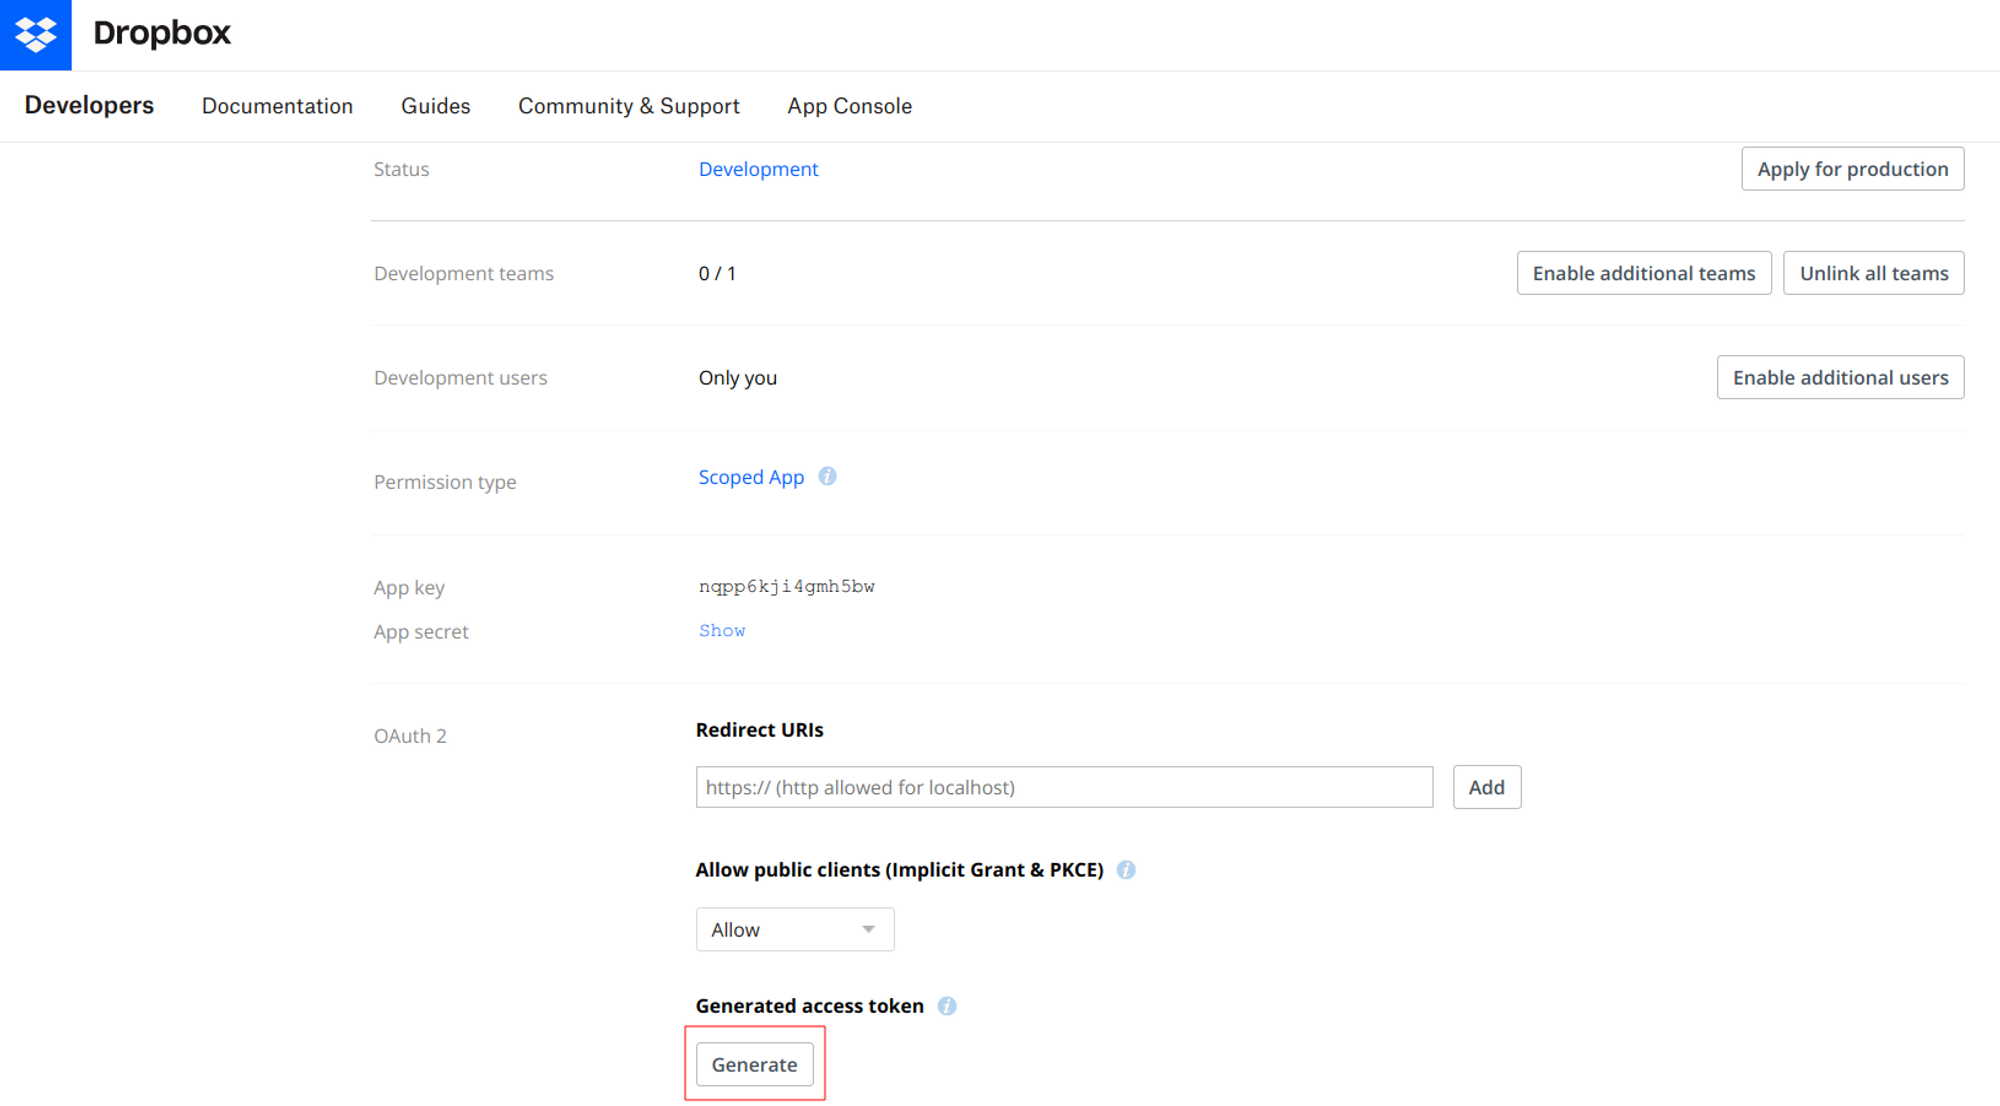 Dropbox
Developers Documentation Guides Community & Support App Console
Status Development Apply for production
Development teams 0 / 1 Enable additional teams Unlink all teams
Development users Only you Enable additional users
Permission type Scoped App i
App key nqpp6kji4gmh5bw
App secret Show
OAuth 2 Redirect URIs
https:// (http allowed for localhost) Add
Allow public clients (Implicit Grant & PKCE) i
Allow
Generated access token i
Generate